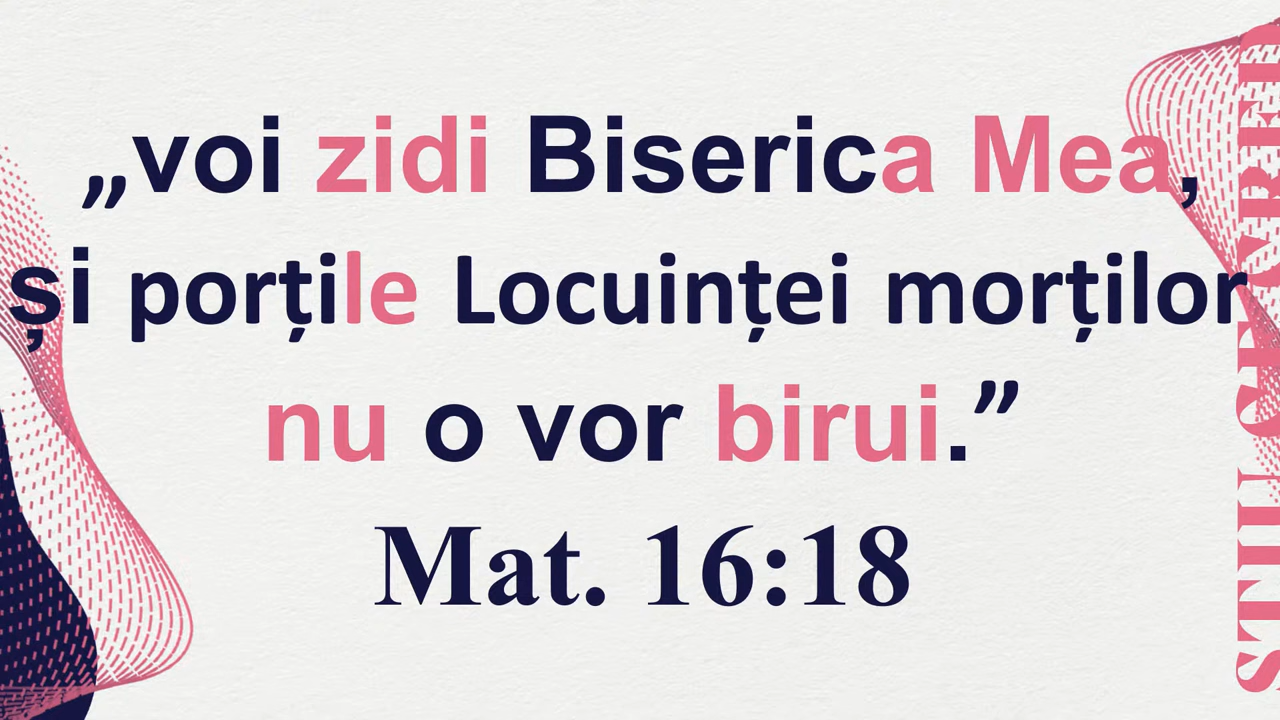 „voi zidi Biserica Mea,
și porțile Locuinței morților
nu o vor birui.”
Mat. 16:18